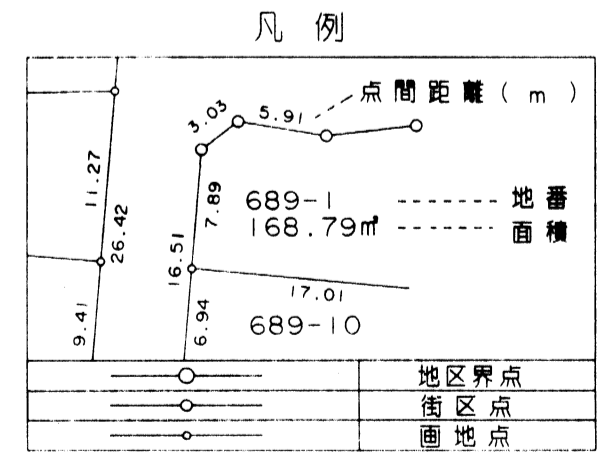 凡例
点間距離(m)
3.03
5.91
11.27
26.42
7.89
16.51
689-1 地番
168.79㎡ 面積
17.01
9.41
6.94
689-10
地区界点
街区点
画地点